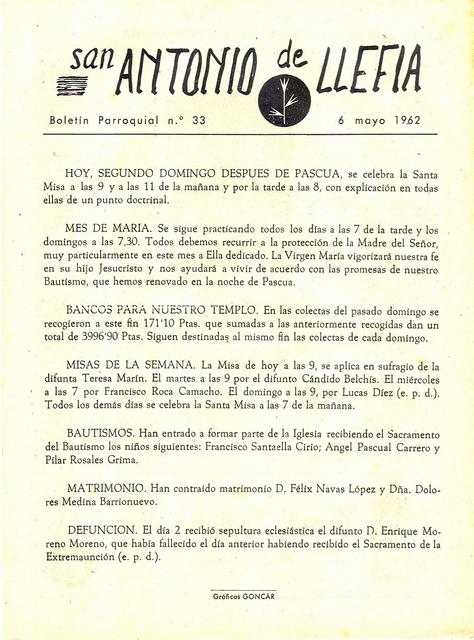 san ANTONIO de LLEFIA
Boletín Parroquial n.° 33 6 mayo 1962
HOY, SEGUNDO DOMINGO DESPUES DE PASCUA, se celebra la Santa
Misa a las 9 y a las 11 de la mañana y por la tarde a las 8, con explicación en todas
ellas de un punto doctrinal.
MES DE MARIA. Se sigue practicando todos los días a las 7 de la tarde y los
domingos a las 7,30. Todos debemos recurrir a la protección de la Madre del Señor,
muy particularmente en este mes a Ella dedicado. La Virgen María vigorizará nuestra fe
en su hijo Jesucristo y nos ayudará a vivir de acuerdo con las promesas de nuestro
Bautismo, que hemos renovado en la noche de Pascua.
BANCOS PARA NUESTRO TEMPLO. En las colectas del pasado domingo se
recogieron a este fin 171'10 Ptas. que sumadas a las anteriormente recogidas dan un
total de 3996'90 Ptas. Siguen destinadas al mismo fin las colectas de cada domingo.
MISAS DE LA SEMANA. La Misa de hoy a las 9, se aplica en sufragio de la
difunta Teresa Marín. El martes a las 9 por el difunto Cándido Belchís. El miércoles
a las 7 por Francisco Roca Camacho. El domingo a las 9, por Lucas Díez (e. p. d.).
Todos los demás días se celebra la Santa Misa a las 7 de la mañana.
BAUTISMOS. Han entrado a formar parte de la Iglesia recibiendo el Sacramento
del Bautismo los niños siguientes: Francisco Santaella Cirio; Angel Pascual Carrero y
Pilar Rosales Grima.
MATRIMONIO. Han contraído matrimonio D. Félix Navas López y Dña. Dolo-
res Medina Barrionuevo.
DEFUNCION. El día 2 recibió sepultura eclesiástica el difunto D. Enrique Mo-
reno Moreno, que había fallecido el día anterior habiendo recibido el Sacramento de la
Extremaunción (e. p. d.).
Gráficas GONCAR